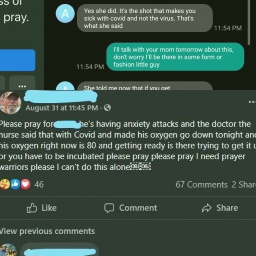 ss of
pray.
A
Yes she did. It's the shot that makes you
sick with covid and not the virus. That's
what she said
11:54 PM
I'll talk with your mom tomorrow about this,
don't worry I'll be there in some form or
fashion little guy
11:54 PM
A
She told me now that if you get
August 31 at 11:45 PM
Please pray for he's having anxiety attacks and the doctor the
nurse said that with Covid and made his oxygen go down tonight and
his oxygen right now is 80 and getting ready is there trying to get it u
or you have to be incubated please pray please pray I need prayer
warriors please I can't do this alone
46
67 Comments 2 Share
Like
Comment
Share
View previous comments